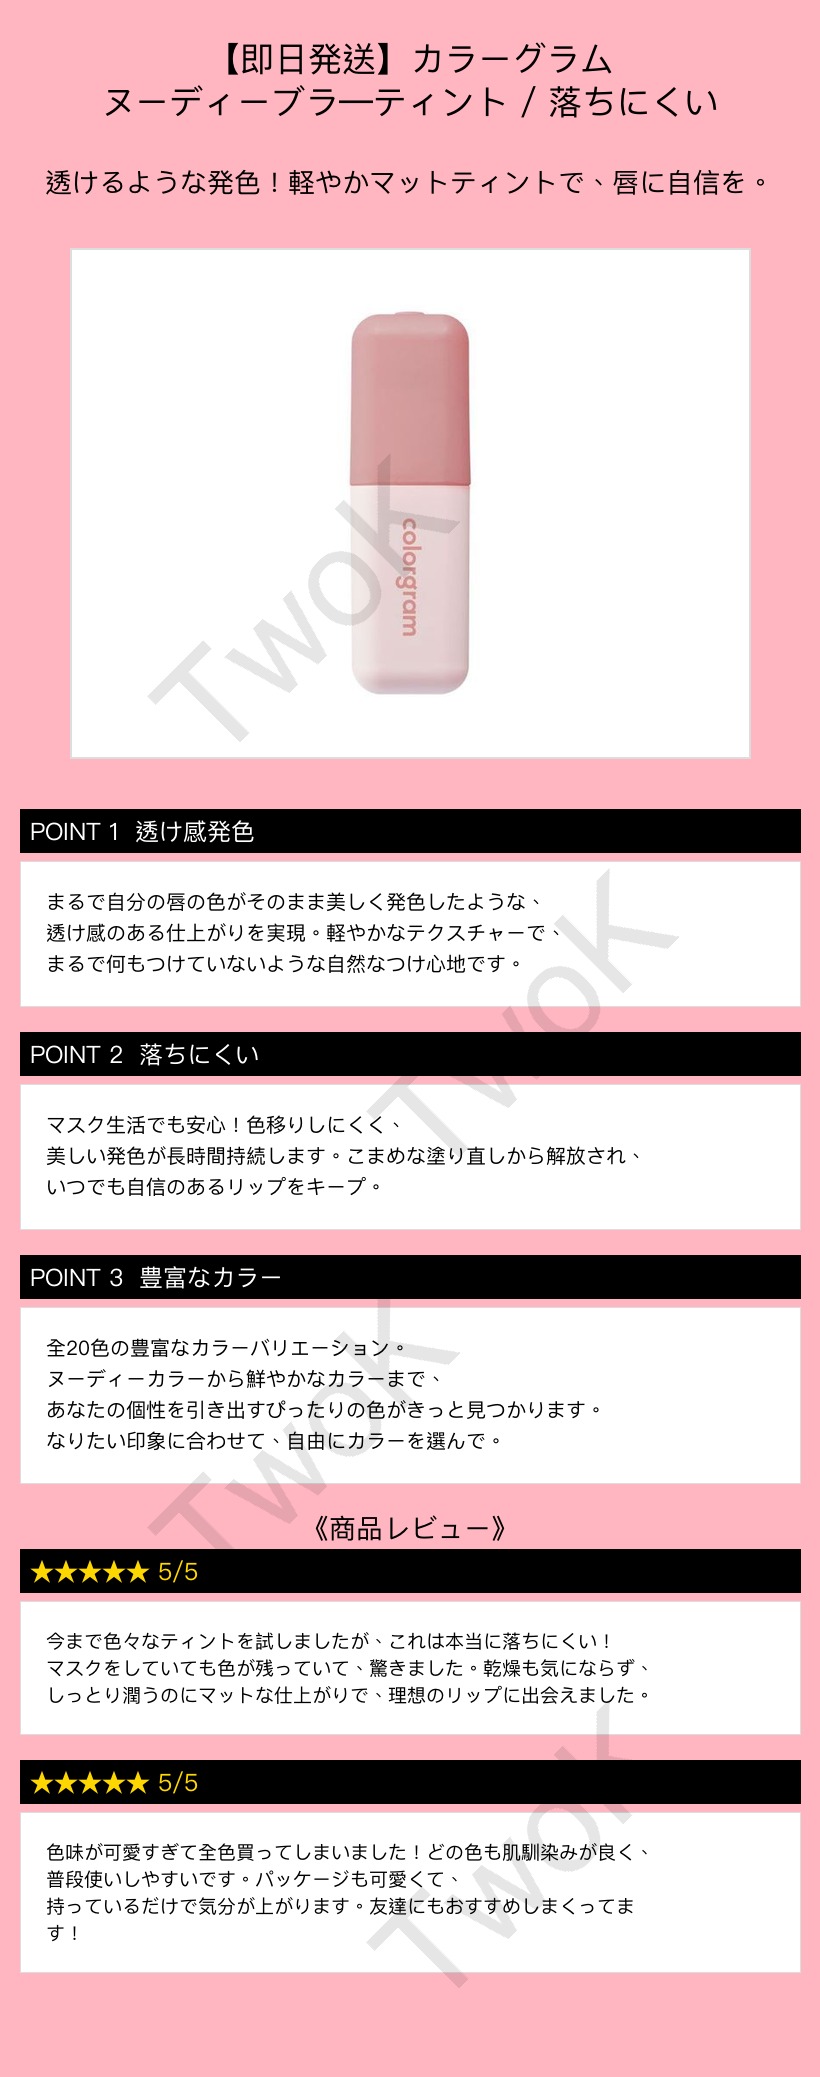 【即日発送】カラーグラム
ヌーディーブラーティント / 落ちにくい
透けるような発色！軽やかマットティントで、唇に自信を。
colorgram
TwoK
POINT 1 透け感発色
まるで自分の唇の色がそのまま美しく発色したような、
透け感のある仕上がりを実現。軽やかなテクスチャーで、
まるで何もつけていないような自然なつけ心地です。
TwoK
POINT 2 落ちにくい
マスク生活でも安心！色移りしにくく、
美しい発色が長時間持続します。こまめな塗り直しから解放され、
いつでも自信のあるリップをキープ。
POINT 3 豊富なカラー
全20色の豊富なカラーバリエーション。
ヌーディーカラーから鮮やかなカラーまで、
あなたの個性を引き出すぴったりの色がきっと見つかります。
なりたい印象に合わせて、自由にカラーを選んで。
TwoK
《商品レビュー》
★★★★★ 5/5
今まで色々なティントを試しましたが、これは本当に落ちにくい！
マスクをしていても色が残っていて、驚きました。乾燥も気にならず、
しっとり潤うのにマットな仕上がりで、理想のリップに出会えました。
★★★★★ 5/5
色味が可愛すぎて全色買ってしまいました！どの色も肌馴染みが良く、
普段使いしやすいです。パッケージも可愛くて、
持っているだけで気分が上がります。友達にもおすすめしまくってま
す！
TwoK